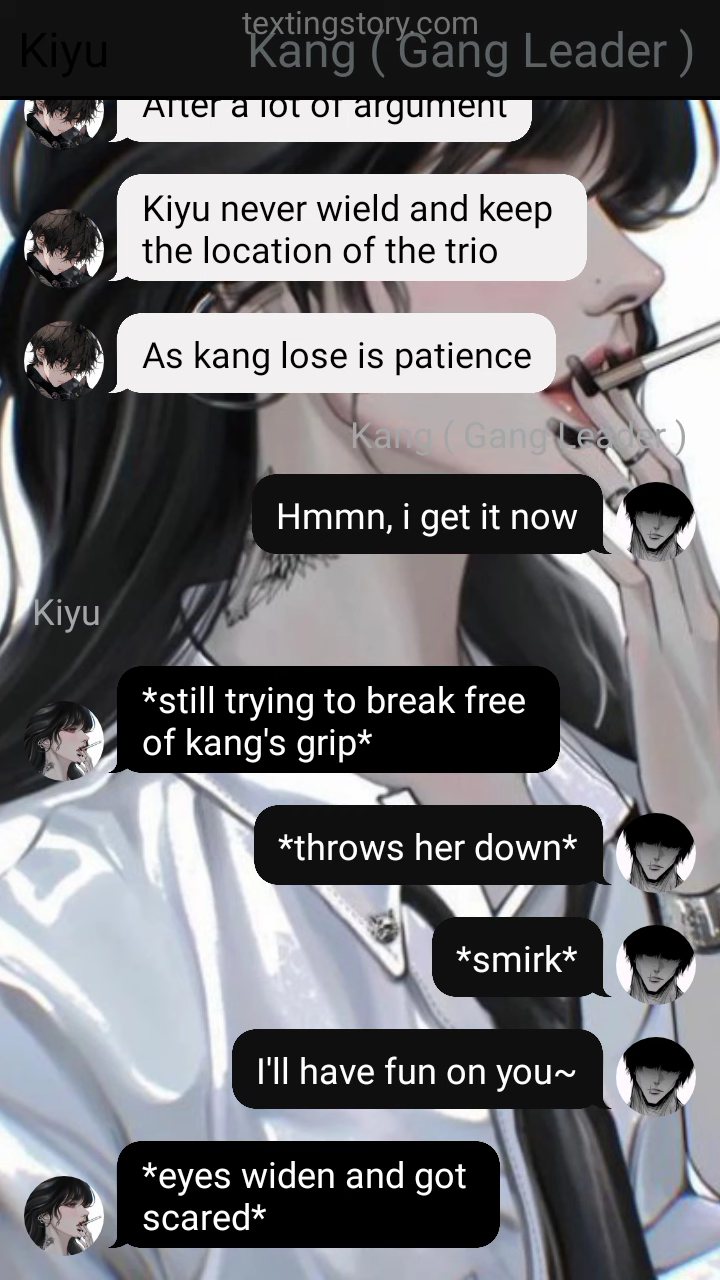 textingstory.com
Kiyu
Kang ( Gang Leader )
After a lot of argument
Kiyu never wield and keep
the location of the trio
As kang lose is patience
Kang ( Gang Leader )
Hmmn, i get it now
Kiyu
*still trying to break free
of kang's grip*
*throws her down*
*smirk*
I'll have fun on you~
*eyes widen and got
scared*